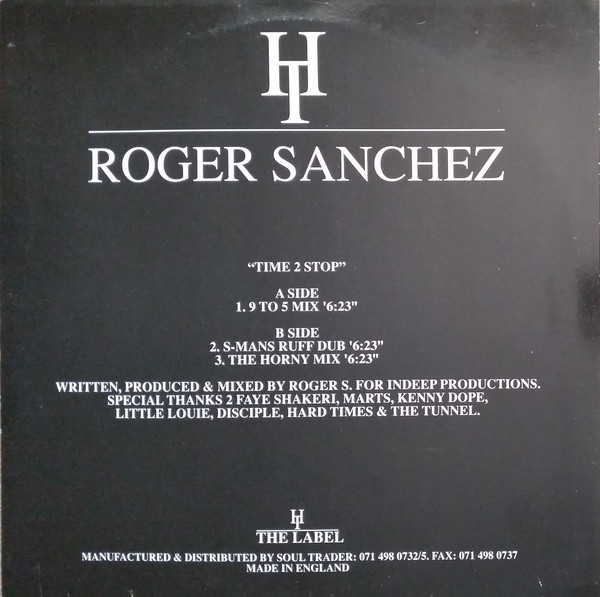 HT
ROGER SANCHEZ
“TIME 2 STOP”
A SIDE
1. 9 TO 5 MIX '6:23"
B SIDE
2. S-MANS RUFF DUB '6:23"
3. THE HORNY MIX '6:23"
WRITTEN, PRODUCED & MIXED BY ROGER S. FOR INDEEP PRODUCTIONS.
SPECIAL THANKS 2 FAYE SHAKERI, MARTS, KENNY DOPE,
LITTLE LOUIE, DISCIPLE, HARD TIMES & THE TUNNEL.
HT
THE LABEL
MANUFACTURED & DISTRIBUTED BY SOUL TRADER: 071 498 0732/5. FAX: 071 498 0737
MADE IN ENGLAND